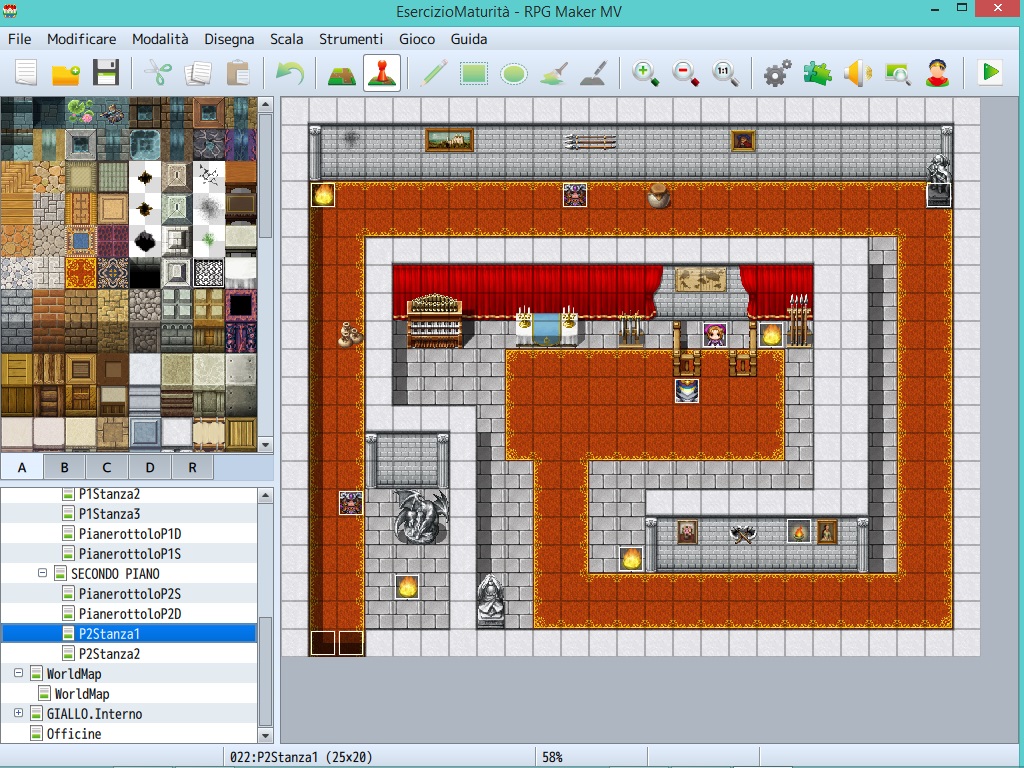 EsercizioMaturità - RPG Maker MV
File Modificare Modalità Disegna Scala Strumenti Gioco Guida
1:1
A B C D R
P1Stanza2
P1Stanza3
PianerottoloP1D
PianerottoloP1S
SECONDO PIANO
PianerottoloP2S
PianerottoloP2D
P2Stanza1
P2Stanza2
WorldMap
WorldMap
GIALLO.Interno
Officine
022:P2Stanza1 (25x20) 58%